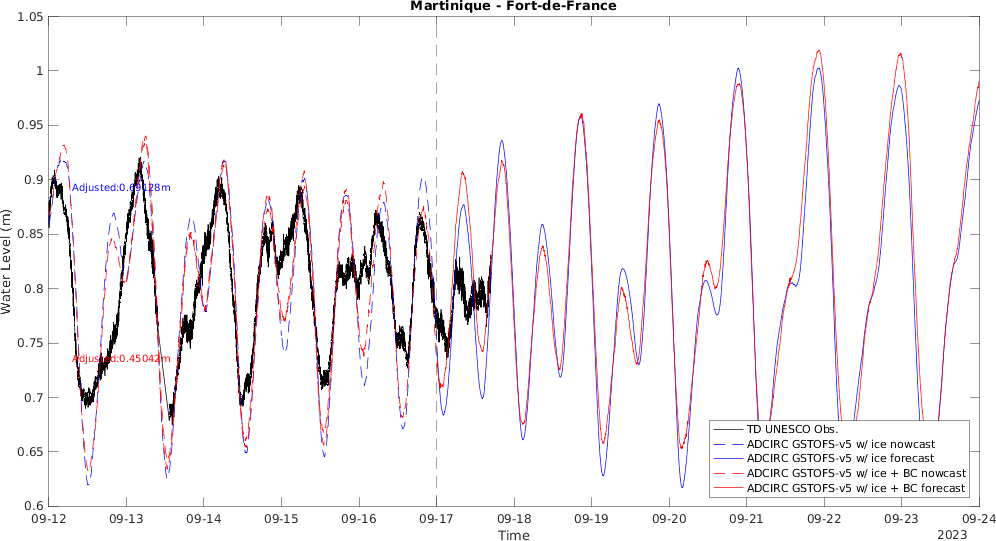 Martinique - Fort-de-France
1.05
1
0.95
0.9
0.85
0.8
0.75
0.7
0.65
0.6
Water Level (m)
Adjusted:0.69128m
Adjusted:0.45042m
TD UNESCO Obs.
ADCIRC GSTOFS-v5 w/ ice nowcast
ADCIRC GSTOFS-v5 w/ ice forecast
ADCIRC GSTOFS-v5 w/ ice + BC nowcast
ADCIRC GSTOFS-v5 w/ ice + BC forecast
09-12 09-13 09-14 09-15 09-16 09-17 09-18 09-19 09-20 09-21 09-22 09-23 09-24
Time
2023